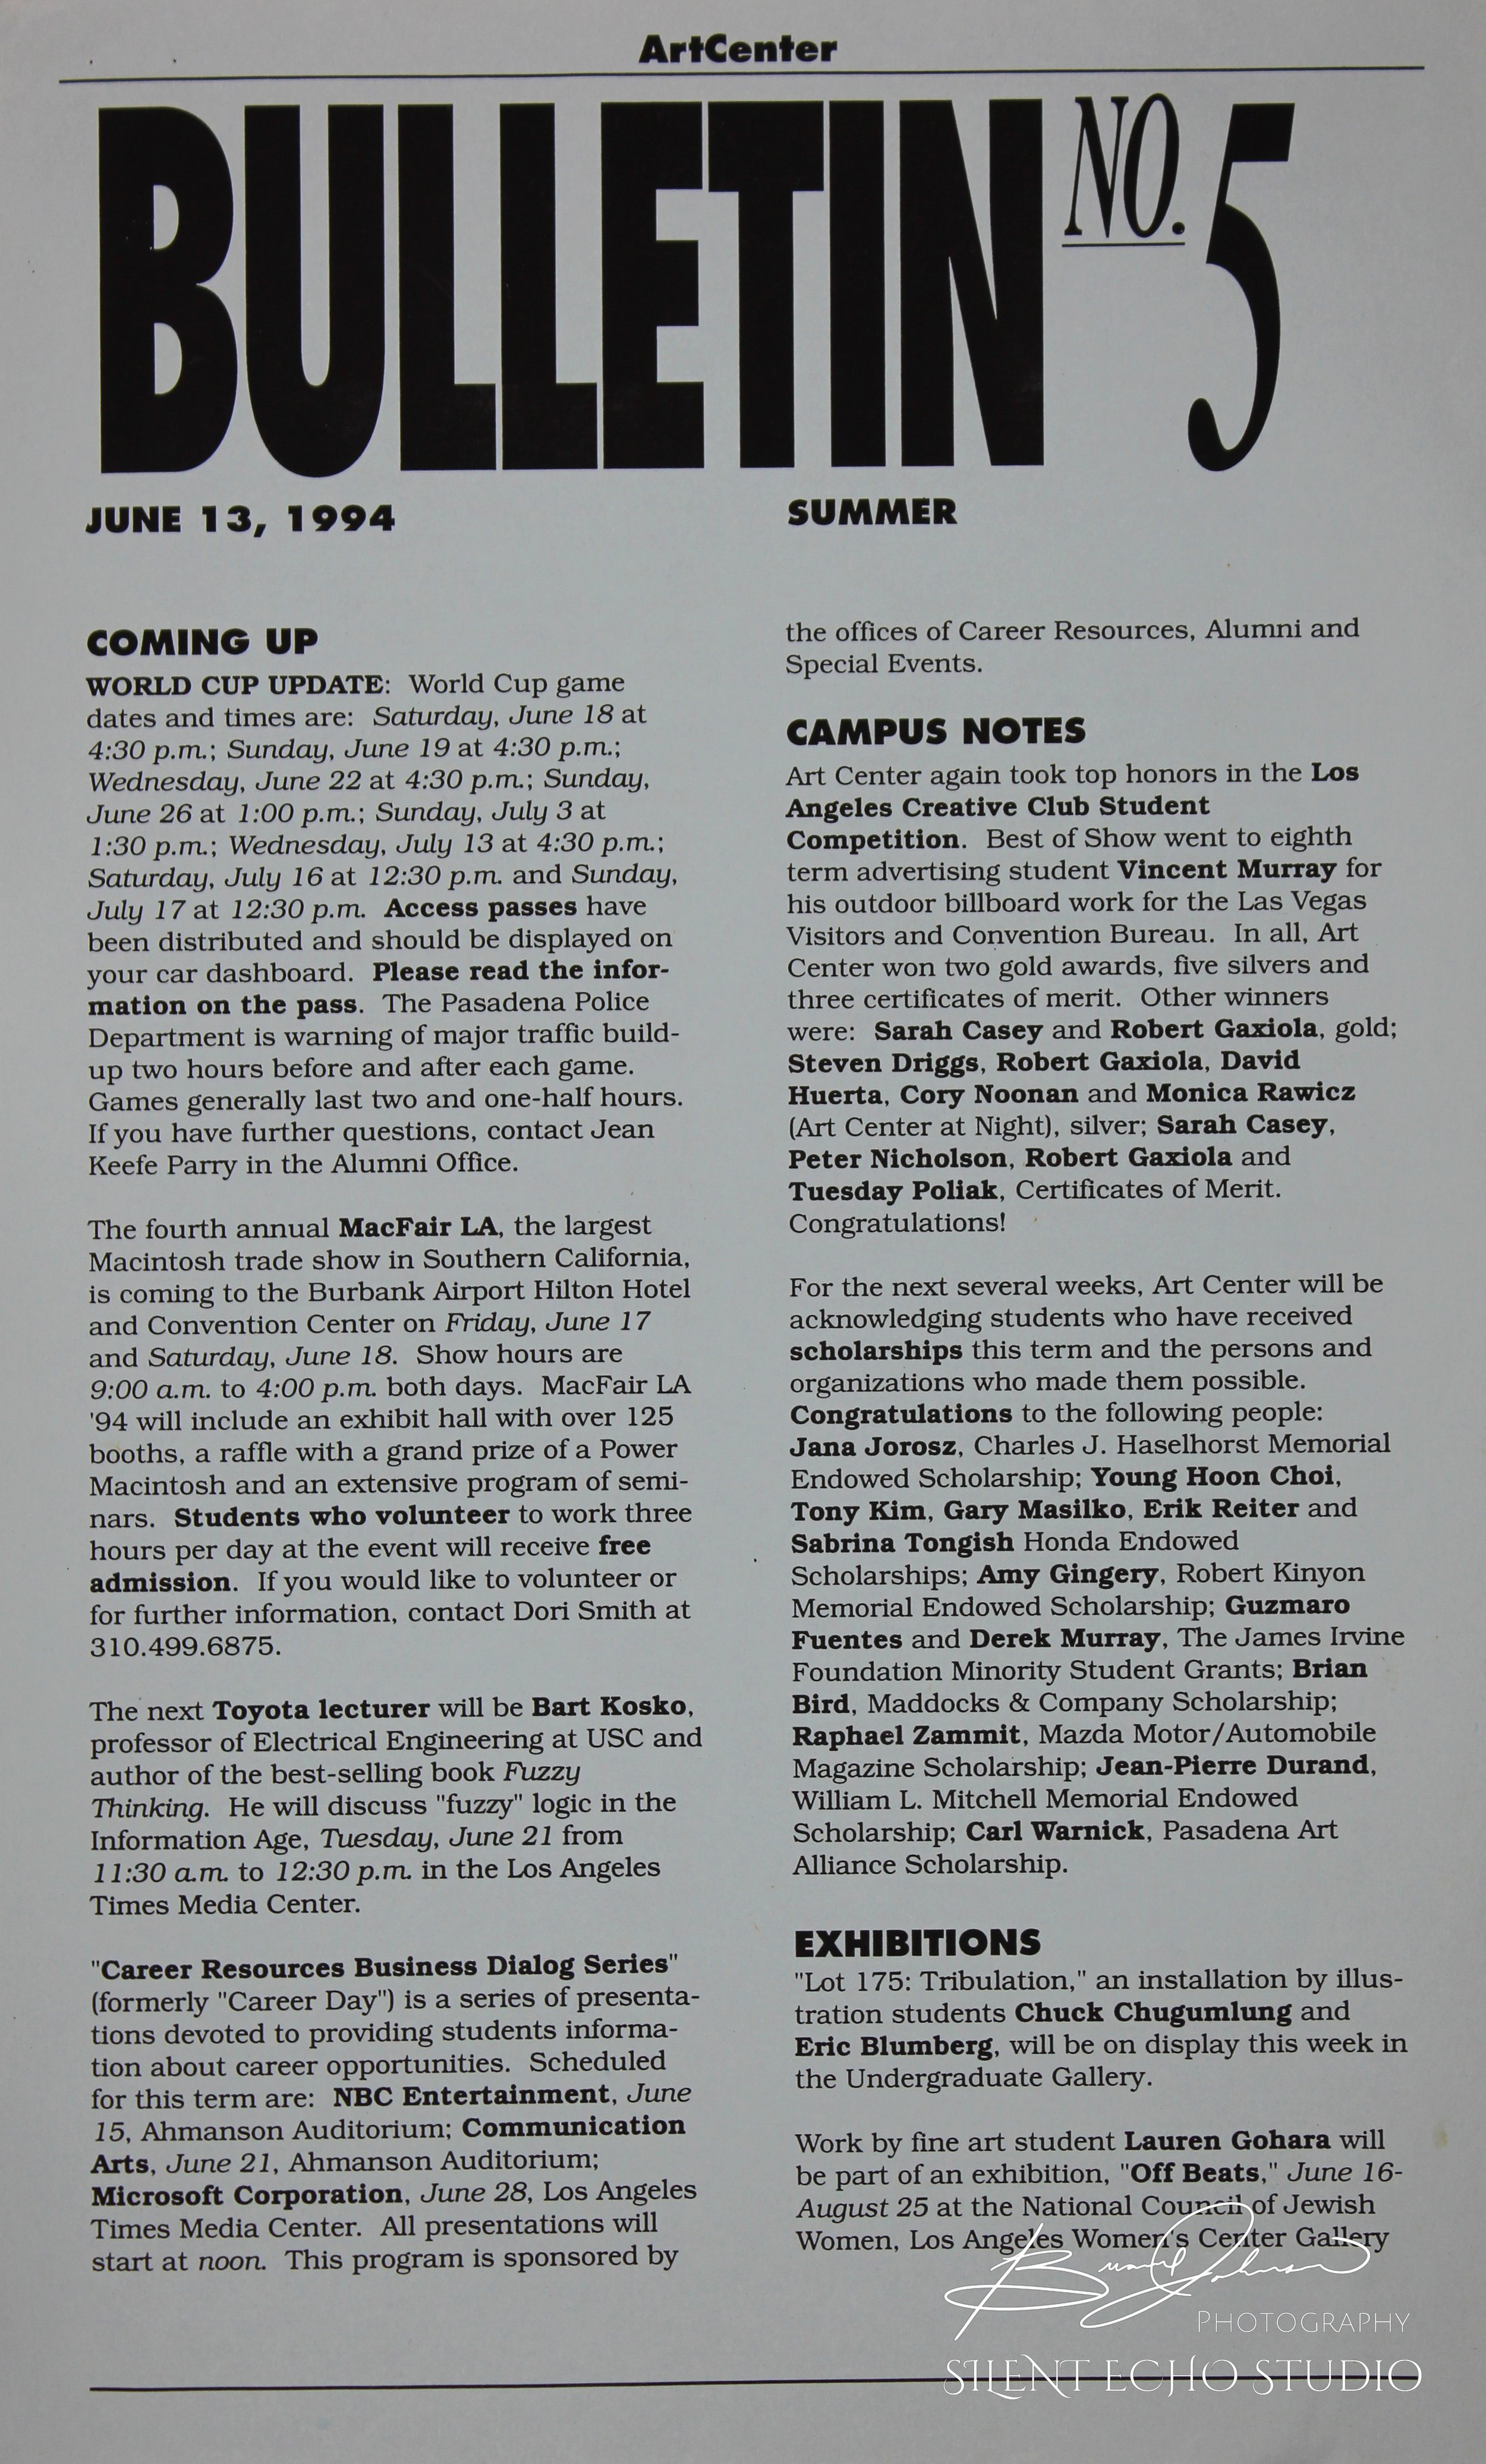 ArtCenter
BULLETIN NO. 5
JUNE 13, 1994
SUMMER
COMING UP
WORLD CUP UPDATE: World Cup game
dates and times are: Saturday, June 18 at
4:30 p.m.; Sunday, June 19 at 4:30 p.m.;
Wednesday, June 22 at 4:30 p.m.; Sunday,
June 26 at 1:00 p.m.; Sunday, July 3 at
1:30 p.m.; Wednesday, July 13 at 4:30 p.m.;
Saturday, July 16 at 12:30 p.m. and Sunday,
July 17 at 12:30 p.m. Access passes have
been distributed and should be displayed on
your car dashboard. Please read the infor-
mation on the pass. The Pasadena Police
Department is warning of major traffic build-
up two hours before and after each game.
Games generally last two and one-half hours.
If you have further questions, contact Jean
Keefe Parry in the Alumni Office.
The fourth annual MacFair LA, the largest
Macintosh trade show in Southern California,
is coming to the Burbank Airport Hilton Hotel
and Convention Center on Friday, June 17
and Saturday, June 18. Show hours are
9:00 a.m. to 4:00 p.m. both days. MacFair LA
'94 will include an exhibit hall with over 125
booths, a raffle with a grand prize of a Power
Macintosh and an extensive program of semi-
nars. Students who volunteer to work three
hours per day at the event will receive free
admission. If you would like to volunteer or
for further information, contact Dori Smith at
310.499.6875.
The next Toyota lecturer will be Bart Kosko,
professor of Electrical Engineering at USC and
author of the best-selling book Fuzzy
Thinking. He will discuss "fuzzy" logic in the
Information Age, Tuesday, June 21 from
11:30 a.m. to 12:30 p.m. in the Los Angeles
Times Media Center.
"Career Resources Business Dialog Series"
(formerly "Career Day") is a series of presenta-
tions devoted to providing students informa-
tion about career opportunities. Scheduled
for this term are: NBC Entertainment, June
15, Ahmanson Auditorium; Communication
Arts, June 21, Ahmanson Auditorium;
Microsoft Corporation, June 28, Los Angeles
Times Media Center. All presentations will
start at noon. This program is sponsored by
the offices of Career Resources, Alumni and
Special Events.
CAMPUS NOTES
Art Center again took top honors in the Los
Angeles Creative Club Student
Competition. Best of Show went to eighth
term advertising student Vincent Murray for
his outdoor billboard work for the Las Vegas
Visitors and Convention Bureau. In all, Art
Center won two gold awards, five silvers and
three certificates of merit. Other winners
were: Sarah Casey and Robert Gaxiola, gold;
Steven Driggs, Robert Gaxiola, David
Huerta, Cory Noonan and Monica Rawicz
(Art Center at Night), silver; Sarah Casey,
Peter Nicholson, Robert Gaxiola and
Tuesday Poliak, Certificates of Merit.
Congratulations!
For the next several weeks, Art Center will be
acknowledging students who have received
scholarships this term and the persons and
organizations who made them possible.
Congratulations to the following people:
Jana Jorosz, Charles J. Haselhorst Memorial
Endowed Scholarship; Young Hoon Choi,
Tony Kim, Gary Masilko, Erik Reiter and
Sabrina Tongish Honda Endowed
Scholarships; Amy Gingery, Robert Kinyon
Memorial Endowed Scholarship; Guzmaro
Fuentes and Derek Murray, The James Irvine
Foundation Minority Student Grants; Brian
Bird, Maddocks & Company Scholarship;
Raphael Zammit, Mazda Motor/Automobile
Magazine Scholarship; Jean-Pierre Durand,
William L. Mitchell Memorial Endowed
Scholarship; Carl Warnick, Pasadena Art
Alliance Scholarship.
EXHIBITIONS
"Lot 175: Tribulation," an installation by illus-
tration students Chuck Chugumlung and
Eric Blumberg, will be on display this week in
the Undergraduate Gallery.
Work by fine art student Lauren Gohara will
be part of an exhibition, "Off Beats," June 16-
August 25 at the National Council of Jewish
Women, Los Angeles Women's Center Gallery
PHOTOGRAPHY
SILENT ECHO STUDIO